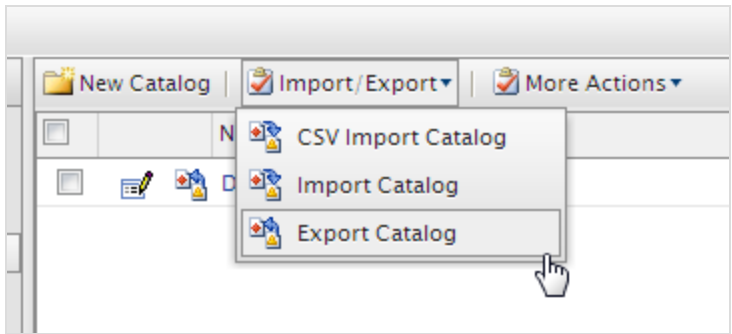 New Catalog | Import/Export | More Actions
N
CSV Import Catalog
D
Import Catalog
Export Catalog